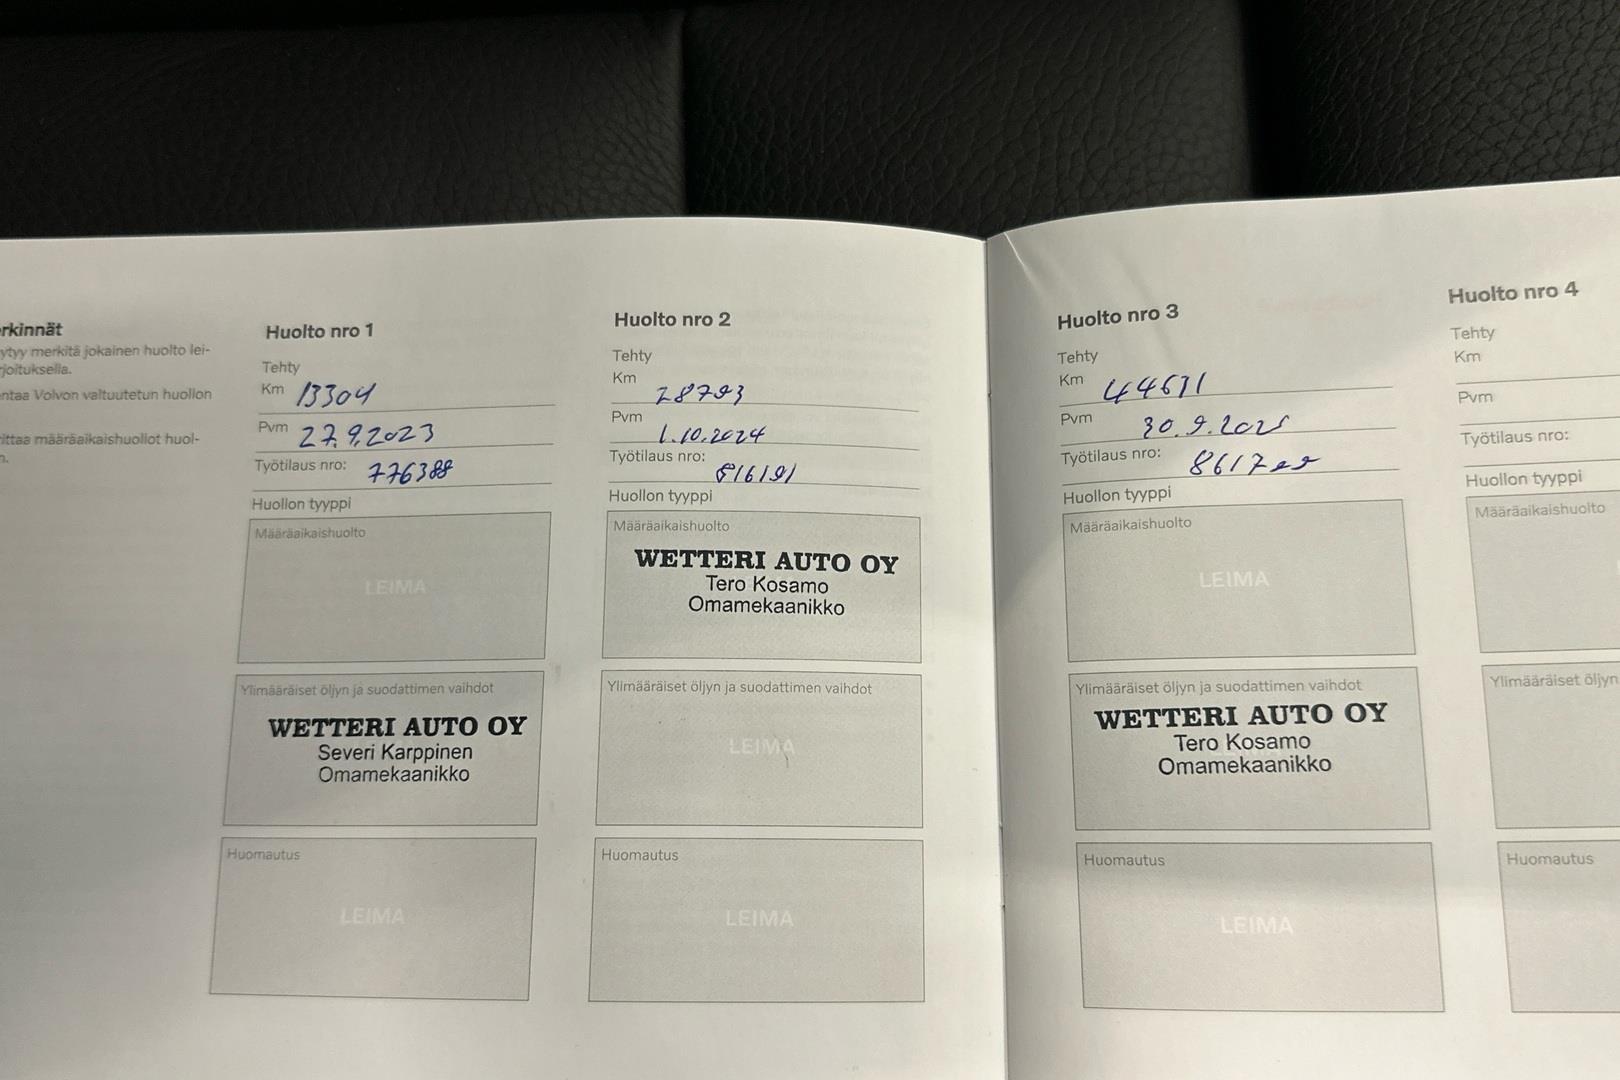 rkinnät
ytyy merkitä jokainen huolto lei-
joituksella.
ntaa Volvon valtuutetun huollon
ittaa määräaikaishuollot huol-
n.
Huolto nro 1
Tehty
Km 13304
Pvm 27.9.2023
Työtilaus nro: 776388
Huollon tyyppi
Määräaikaishuolto
LEIMA
Ylimääräiset öljyn ja suodattimen vaihdot
WETTERI AUTO OY
Severi Karppinen
Omamekaanikko
Huomautus
LEIMA
Huolto nro 2
Tehty
Km 28793
Pvm 1.10.2024
Työtilaus nro: 816191
Huollon tyyppi
Määräaikaishuolto
WETTERI AUTO OY
Tero Kosamo
Omamekaanikko
Ylimääräiset öljyn ja suodattimen vaihdot
LEIMA
Huomautus
LEIMA
Huolto nro 3
Tehty
Km 44631
Pvm 30.9.2025
Työtilaus nro:
Huollon tyyppi
Määräaikaishuolto
LEIMA
Ylimääräiset öljyn ja suodattimen vaihdot
WETTERI AUTO OY
Tero Kosamo
Omamekaanikko
Huomautus
LEIMA
Huolto nro 4
Tehty
Km
Pvm
Työtilaus nro:
Huollon tyyppi
Määräaikaishuolto
Ylimääräiset öljyn
Huomautus